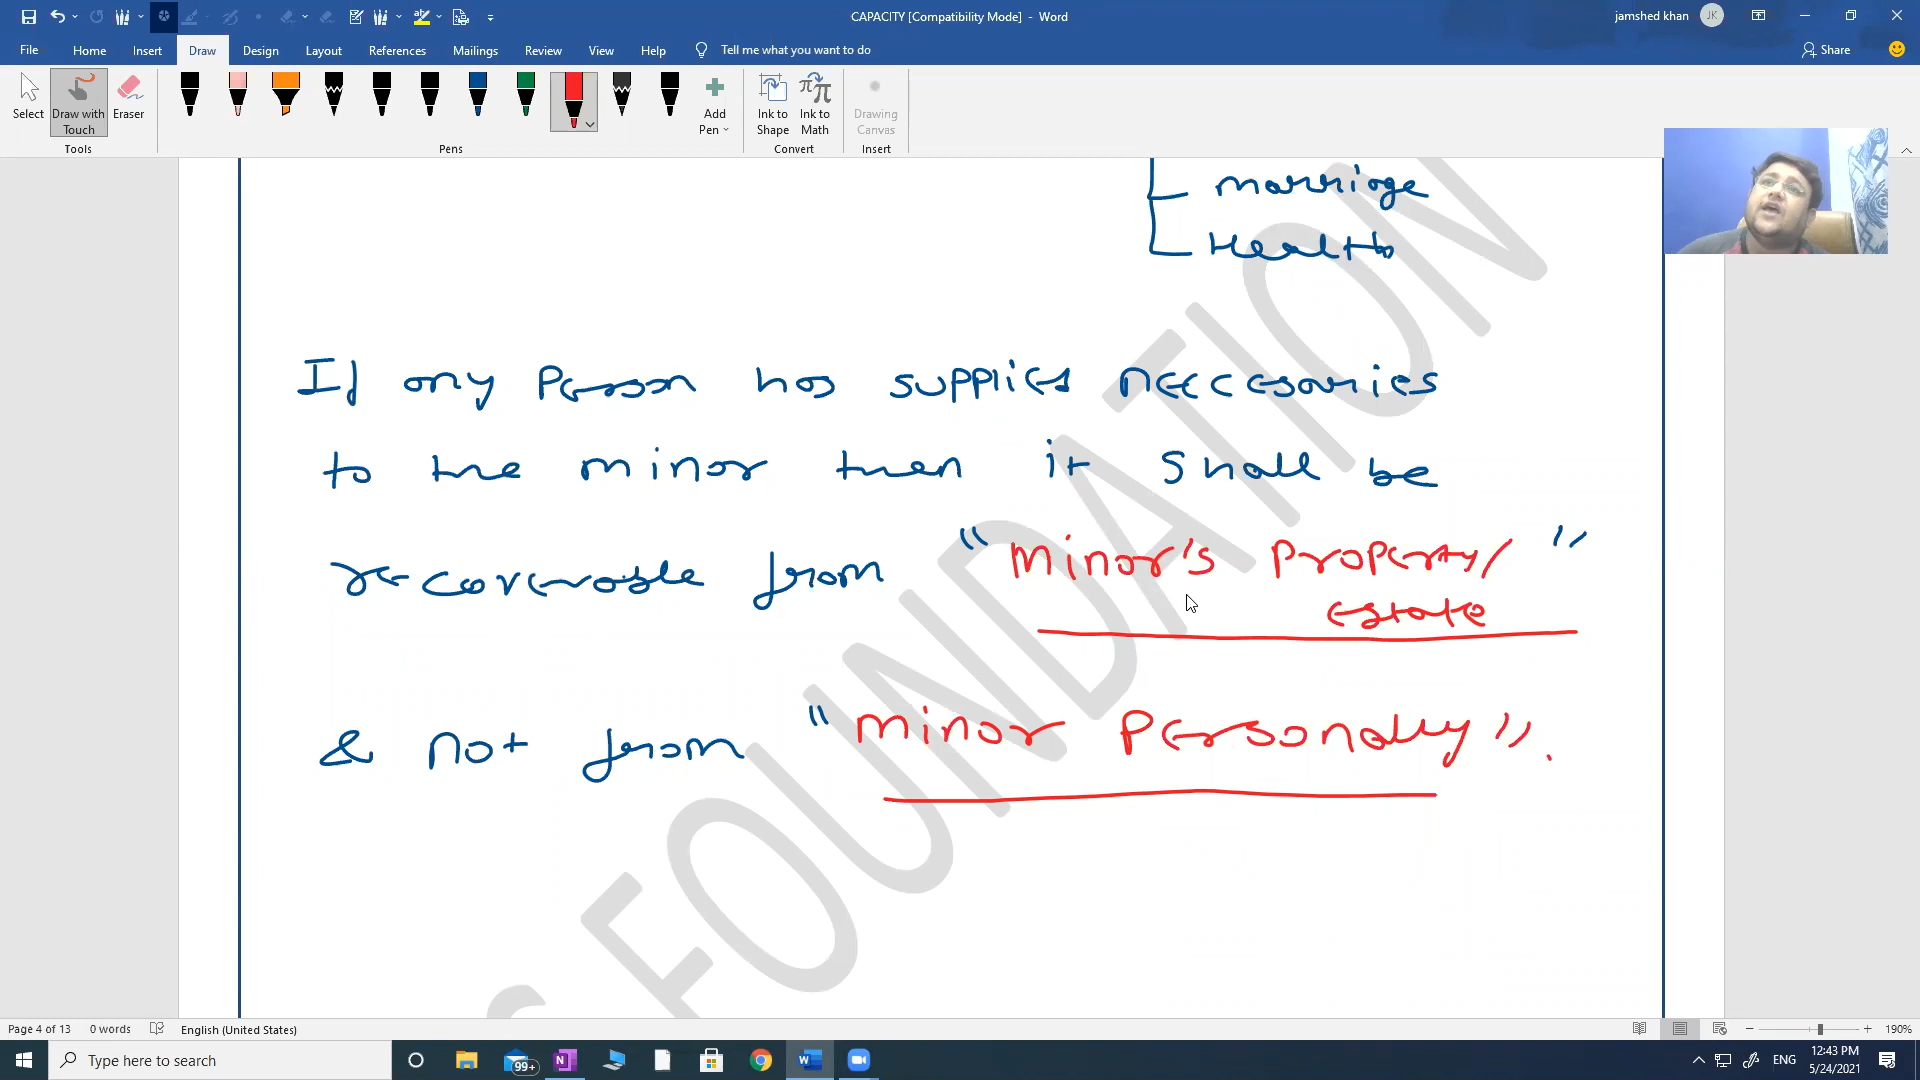 CAPACITY [Compatibility Mode] - Word
jamshed khan
JK
File Home Insert Draw Design Layout References Mailings Review View Help Tell me what you want to do
Share
Select
Draw with Touch
Eraser
Add Pen
Ink to Shape
Ink to Math
Drawing Canvas
Tools
Pens
Convert
Insert
marriage
Health
If any Person has supplies neccesaries
to the minor then it shall be
recoverable from "Minor's Property/
estate"
& not from "Minor Personally".
S FOUNDATION
Page 4 of 13 0 words English (United States)
190%
Type here to search
99+
ENG
12:43 PM
5/24/2021